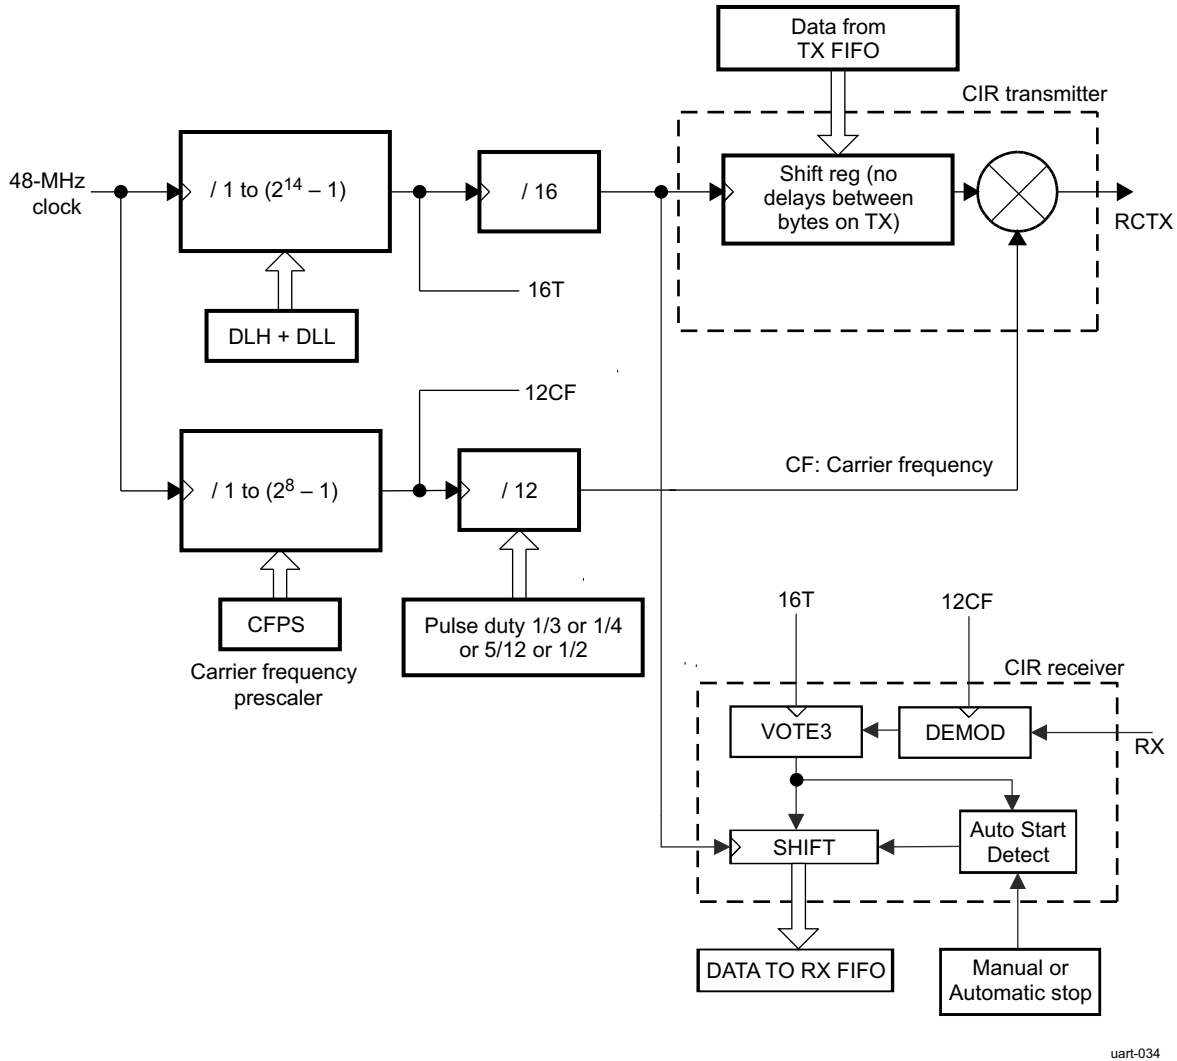 Data from
TX FIFO
CIR transmitter
48-MHz
clock
/ 1 to (2¹⁴ – 1)
/ 16
Shift reg (no
delays between
bytes on TX)
RCTX
16T
DLH + DLL
12CF
CF: Carrier frequency
/ 1 to (2⁸ – 1)
/ 12
16T
12CF
CFPS
Pulse duty 1/3 or 1/4
or 5/12 or 1/2
Carrier frequency
prescaler
CIR receiver
VOTE3
DEMOD
RX
Auto Start
Detect
SHIFT
DATA TO RX FIFO
Manual or
Automatic stop
uart-034